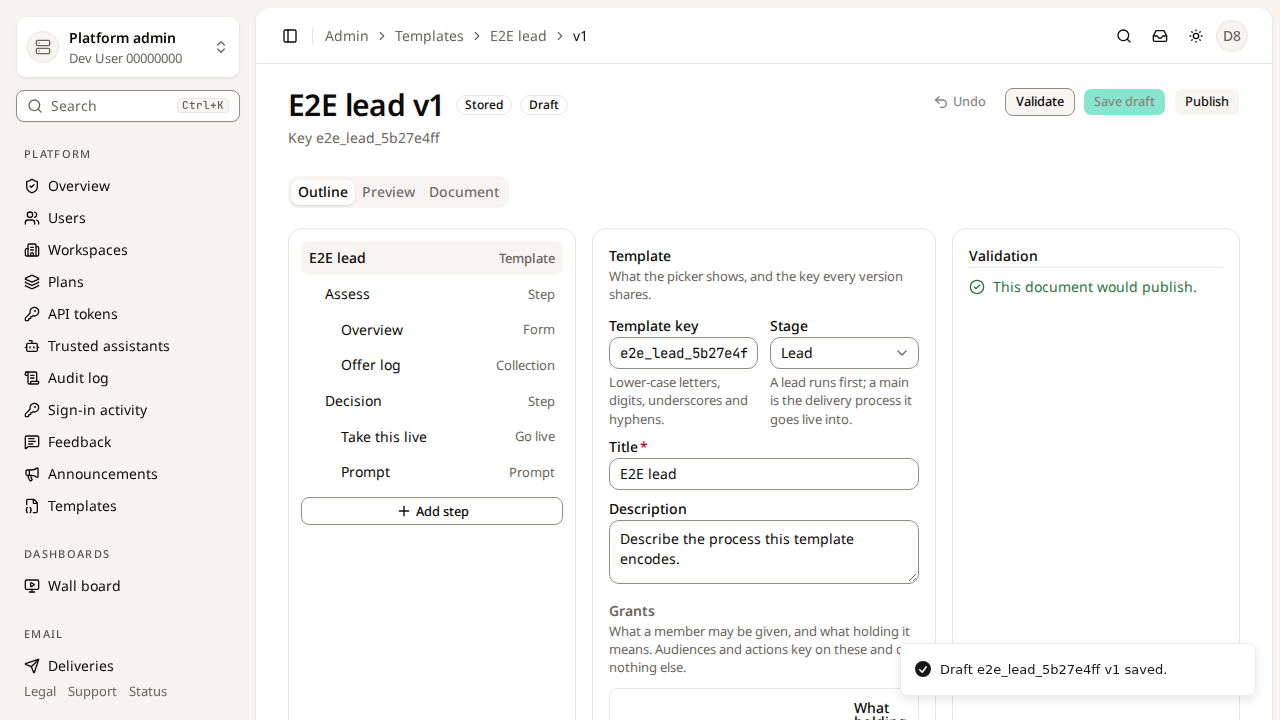 Platform admin
Dev User 00000000
Search
Ctrl+K
PLATFORM
Overview
Users
Workspaces
Plans
API tokens
Trusted assistants
Audit log
Sign-in activity
Feedback
Announcements
Templates
DASHBOARDS
Wall board
EMAIL
Deliveries
Legal Support Status
Admin > Templates > E2E lead > v1
D8
E2E lead v1 Stored Draft
Key e2e_lead_5b27e4ff
Undo Validate Save draft Publish
Outline Preview Document
E2E lead Template
Assess Step
Overview Form
Offer log Collection
Decision Step
Take this live Go live
Prompt Prompt
+ Add step
Template
What the picker shows, and the key every version
shares.
Template key
e2e_lead_5b27e4f
Lower-case letters,
digits, underscores and
hyphens.
Stage
Lead
A lead runs first; a main
is the delivery process it
goes live into.
Title*
E2E lead
Description
Describe the process this template
encodes.
Grants
What a member may be given, and what holding it
means. Audiences and actions key on these and
nothing else.
What
Validation
This document would publish.
Draft e2e_lead_5b27e4ff v1 saved.